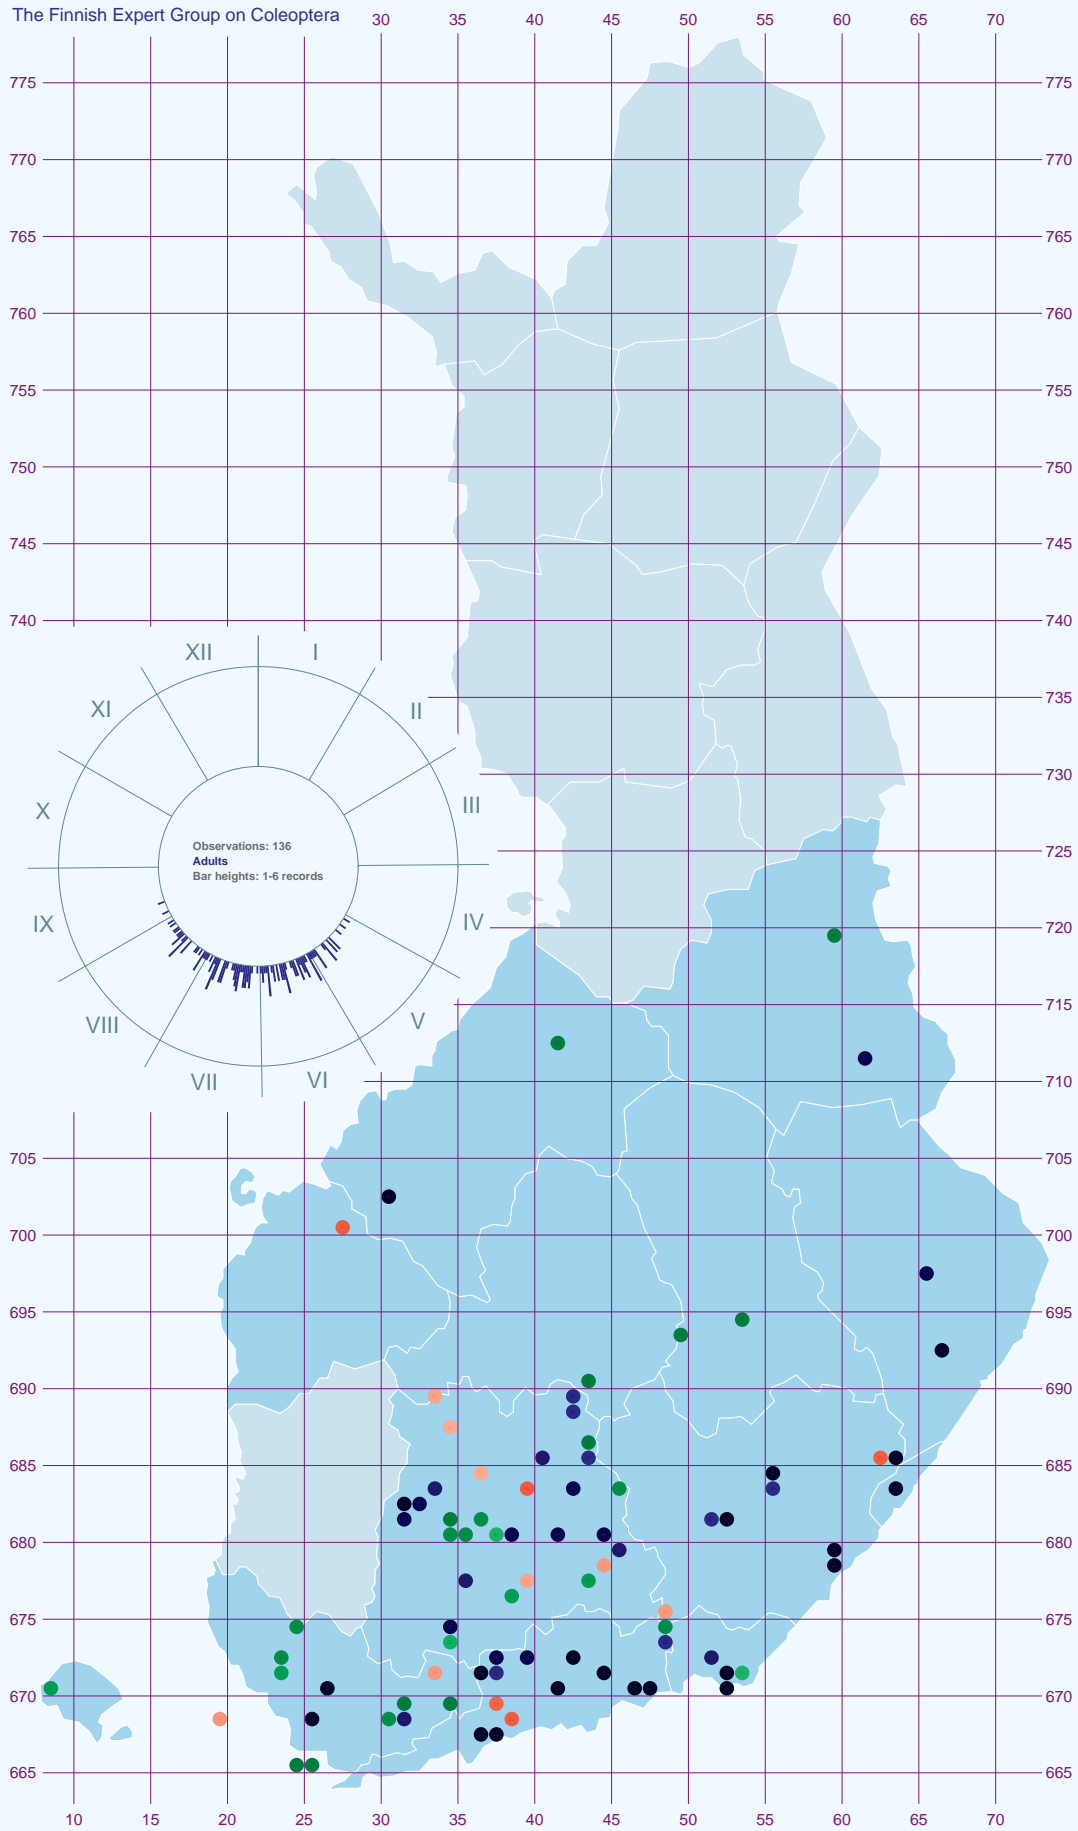 The Finnish Expert Group on Coleoptera 30 35 40 45 50 55 60 65 70
775 775
770 770
765 765
760 760
755 755
750 750
745 745
740 740
XII I
735
XI II
730
X III
Observations: 136
Adults
Bar heights: 1-6 records
725
IX IV
720
VIII V
715
VII VI
710
705 705
700 700
695 695
690 690
685 685
680 680
675 675
670 670
665 665
10 15 20 25 30 35 40 45 50 55 60 65 70